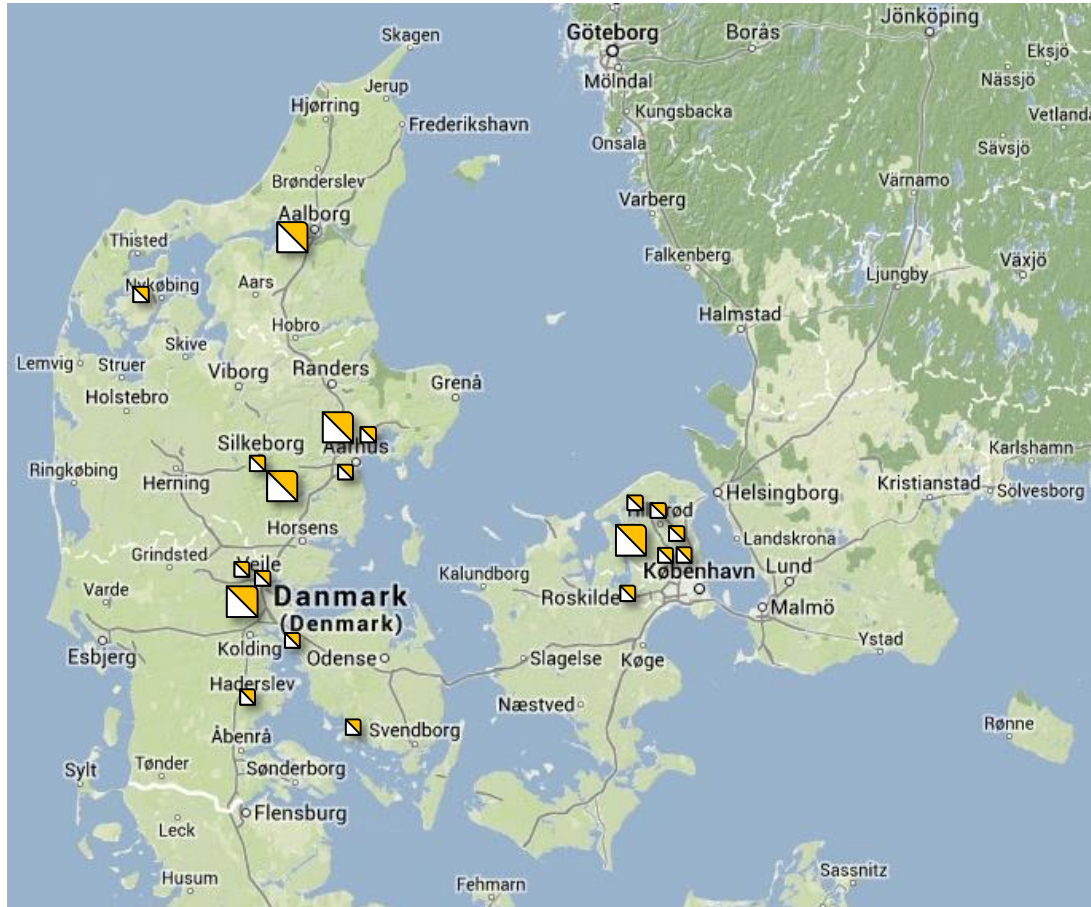 Skagen
Göteborg
Borås
Jönköping
Eksjö
Mölndal
Nässjö
Jerup
Hjørring
Kungsbacka
Vetlanda
Frederikshavn
Onsala
Sävsjö
Brønderslev
Värnamo
Varberg
Aalborg
Thisted
Falkenberg
Ljungby
Växjö
Aars
Nykøbing
Hobro
Halmstad
Skive
Lemvig
Struer
Viborg
Randers
Grenå
Holstebro
Silkeborg
Aarhus
Karlshamn
Ringkøbing
Herning
Kristianstad
Helsingborg
Sölvesborg
Hillerød
Horsens
Landskrona
Grindsted
Vejle
København
Lund
Kalundborg
Varde
Danmark
(Denmark)
Roskilde
Malmö
Kolding
Esbjerg
Odense
Slagelse
Køge
Ystad
Haderslev
Næstved
Svendborg
Rønne
Åbenrå
Sylt
Tønder
Sønderborg
Flensburg
Leck
Husum
Fehmarn
Sassnitz